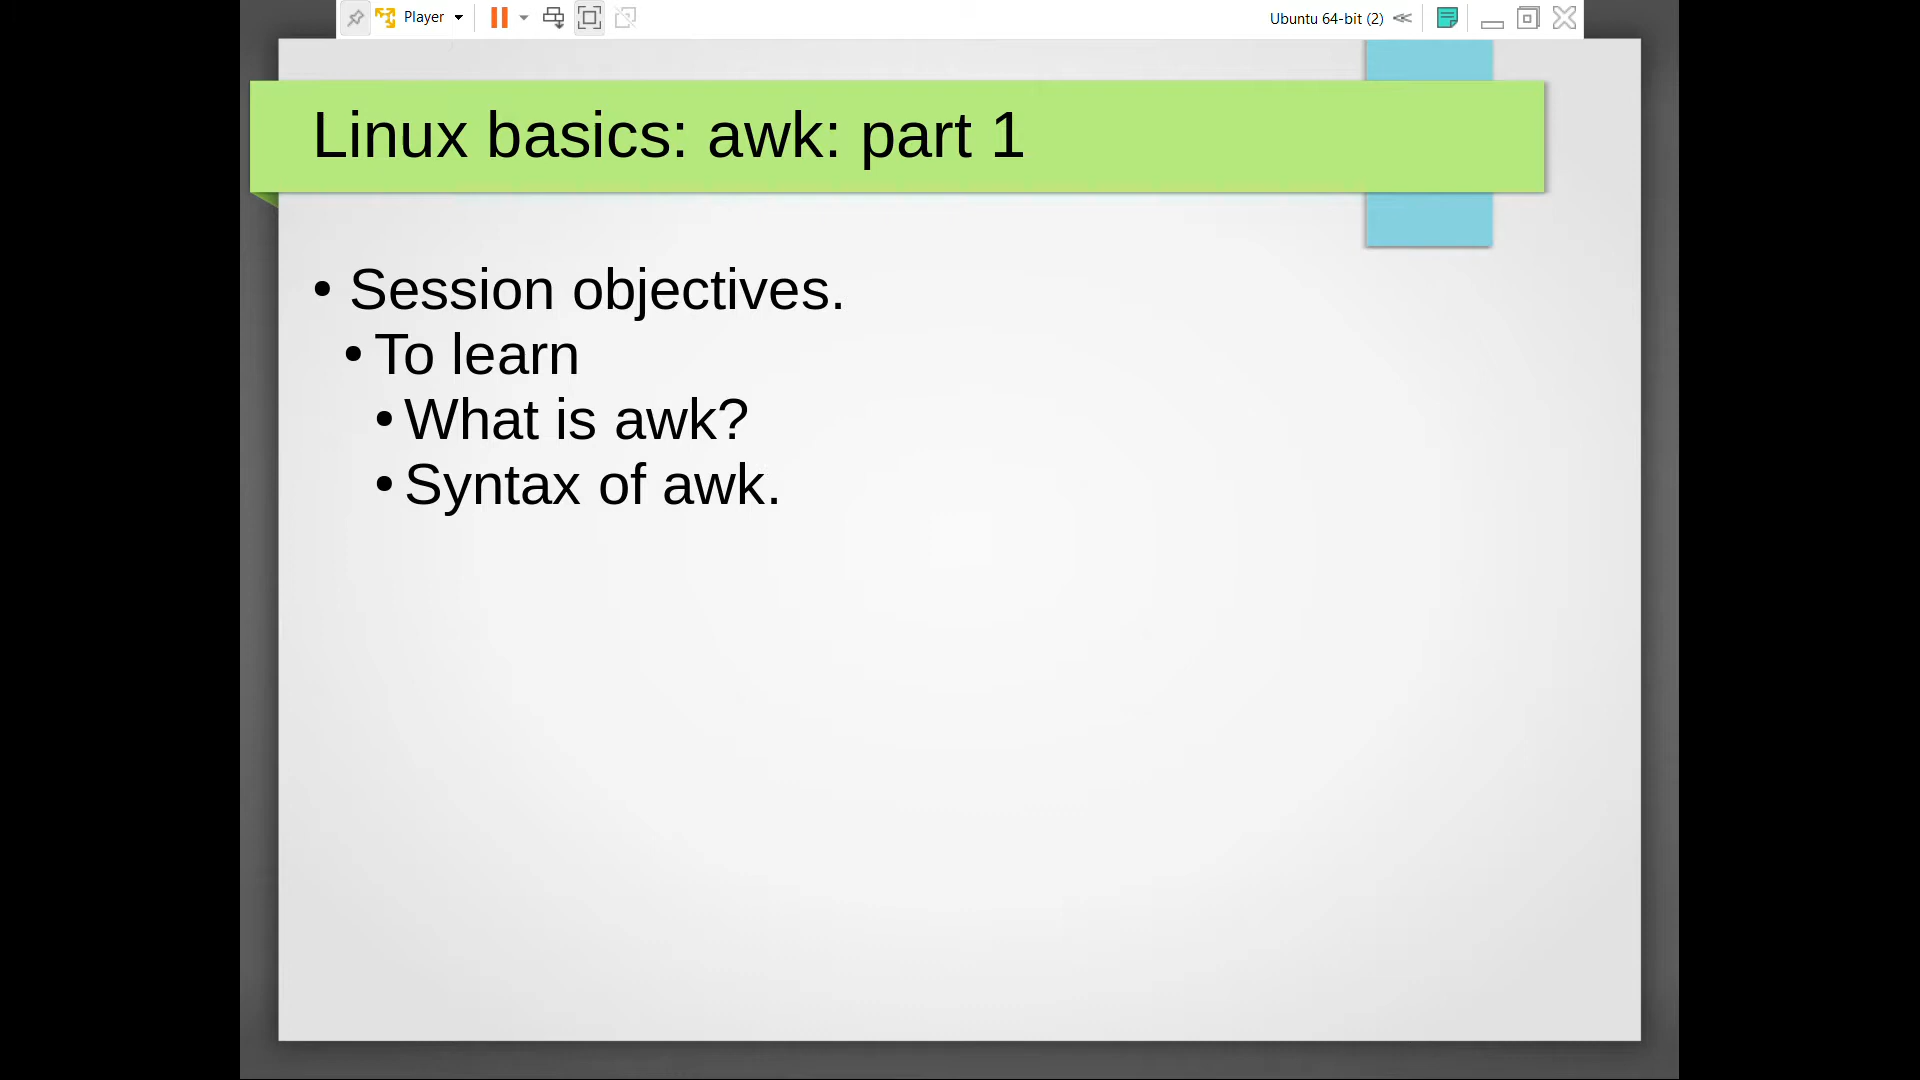 Player
Ubuntu 64-bit (2)
Linux basics: awk: part 1
• Session objectives.
• To learn
• What is awk?
• Syntax of awk.